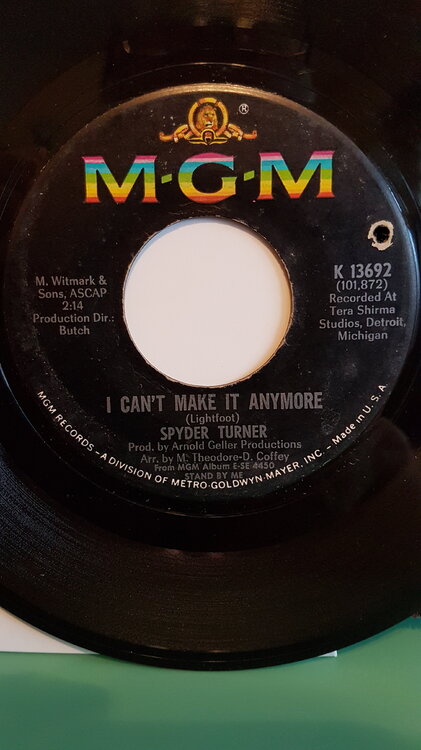 ®
M-G-M
M. Witmark &
Sons, ASCAP
2:14
Production Dir.:
Butch
K 13692
(101,872)
Recorded At
Tera Shirma
Studios, Detroit,
Michigan
I CAN'T MAKE IT ANYMORE
(Lightfoot)
SPYDER TURNER
Prod. by Arnold Geller Productions
Arr. by M. Theodore-D. Coffey
From MGM Album E-SE 4450
STAND BY ME
MGM RECORDS - A DIVISION OF METRO-GOLDWYN-MAYER, INC. - Made in U. S. A